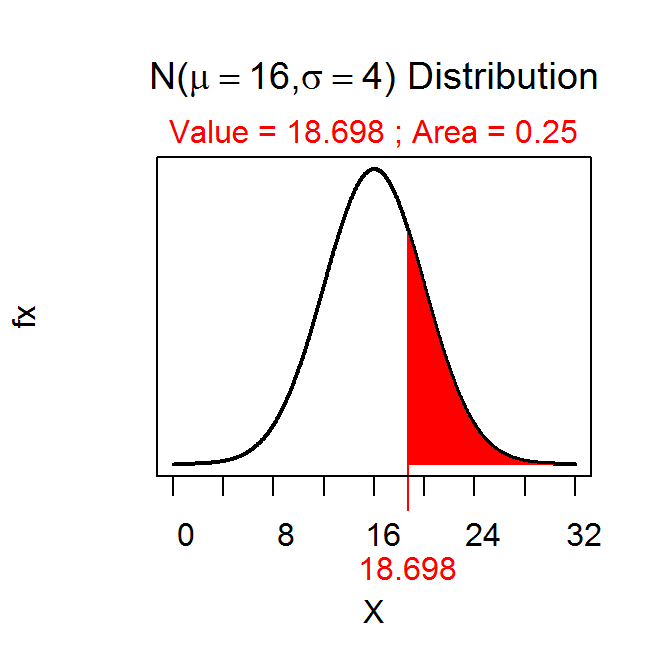 N(μ = 16,σ = 4) Distribution
Value = 18.698 ; Area = 0.25
fx
0 8 16 24 32
18.698
X